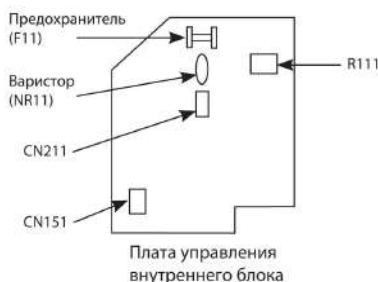 Предохранитель
(F11)
Варистор
(NR11)
R111
CN211
CN151
Плата управления
внутреннего блока